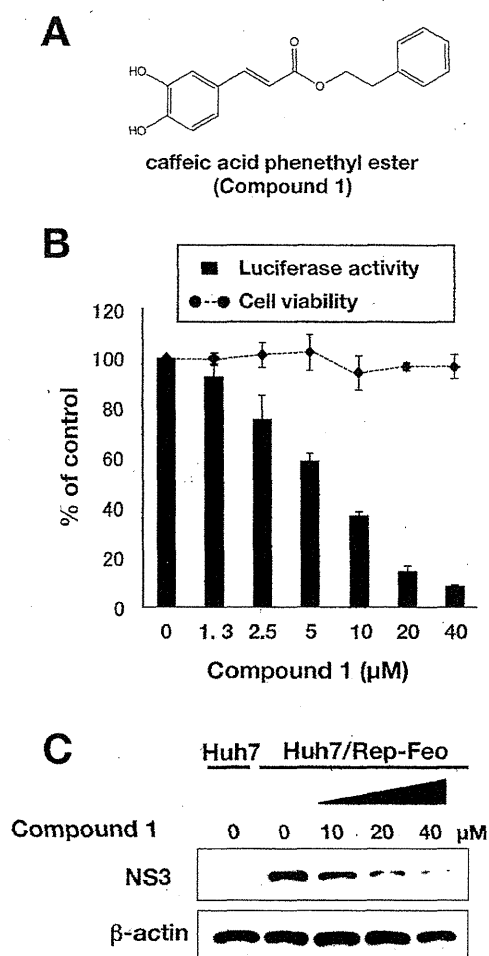 A
O
HO
O
HO
caffeic acid phenethyl ester
(Compound 1)
B
Luciferase activity
Cell viability
120
100
80
60
40
20
0
% of control
0 1. 3 2.5 5 10 20 40
Compound 1 (µM)
C
Huh7 Huh7/Rep-Feo
Compound 1 0 0 10 20 40 µM
NS3
β-actin